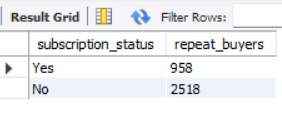 Result Grid Filter Rows:
subscription_status repeat_buyers
Yes 958
No 2518